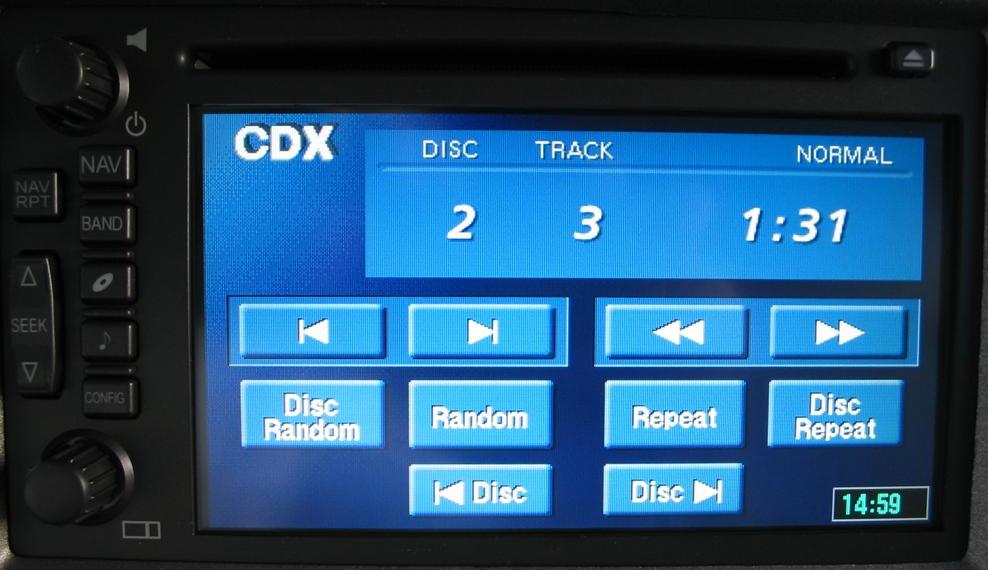 CDX
DISC TRACK NORMAL
2 3 1:31
NAV
NAV
RPT
BAND
SEEK
CONFIG
Disc
Random
Random
Repeat
Disc
Repeat
Disc
Disc
14:59